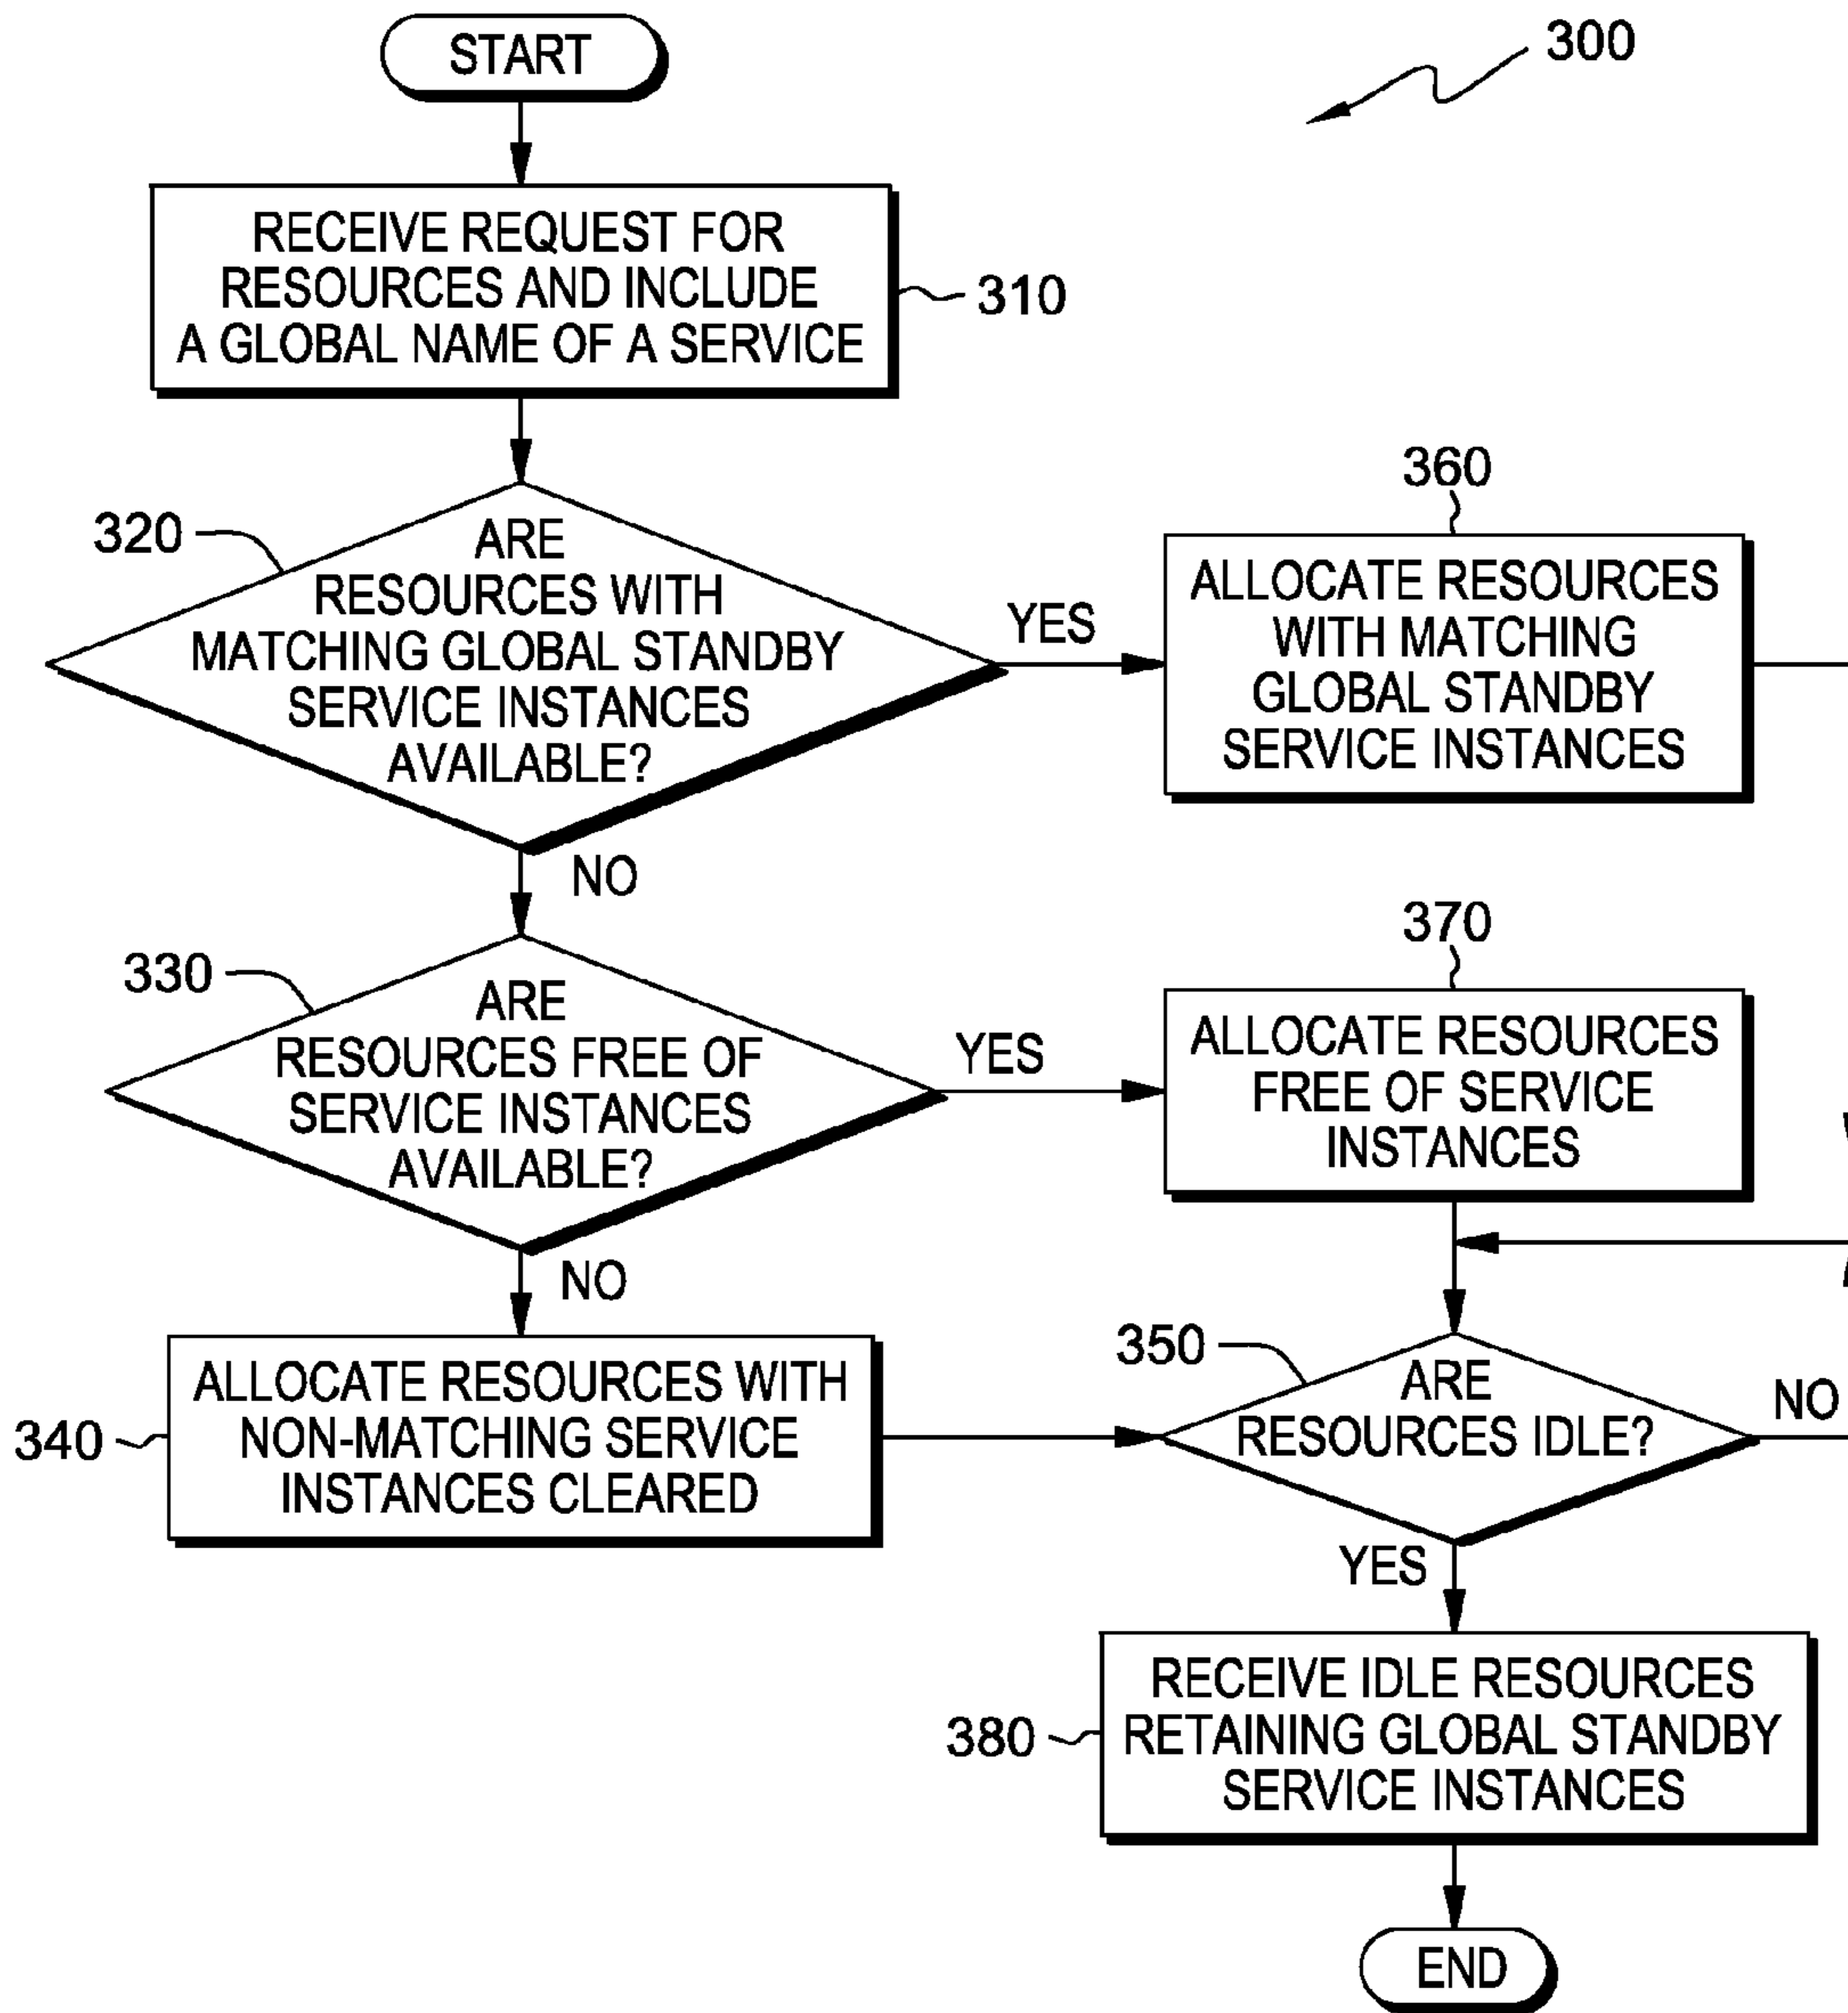 START
300
RECEIVE REQUEST FOR
RESOURCES AND INCLUDE
A GLOBAL NAME OF A SERVICE
310
320
ARE
RESOURCES WITH
MATCHING GLOBAL STANDBY
SERVICE INSTANCES
AVAILABLE?
YES
NO
360
ALLOCATE RESOURCES
WITH MATCHING
GLOBAL STANDBY
SERVICE INSTANCES
330
ARE
RESOURCES FREE OF
SERVICE INSTANCES
AVAILABLE?
YES
NO
370
ALLOCATE RESOURCES
FREE OF SERVICE
INSTANCES
340
ALLOCATE RESOURCES WITH
NON-MATCHING SERVICE
INSTANCES CLEARED
350
ARE
RESOURCES IDLE?
NO
YES
380
RECEIVE IDLE RESOURCES
RETAINING GLOBAL STANDBY
SERVICE INSTANCES
END